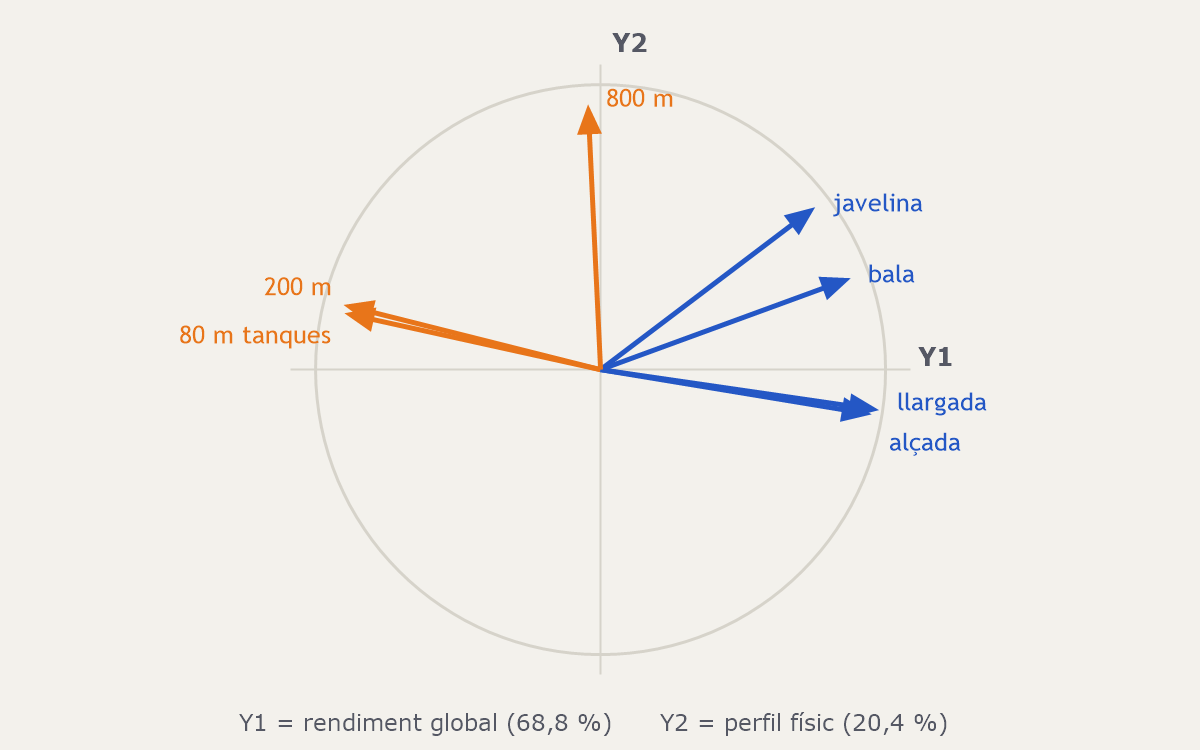 Y2
800 m
javelina
bala
200 m
80 m tanques
Y1
llargada
alçada
Y1 = rendiment global (68,8 %)
Y2 = perfil físic (20,4 %)